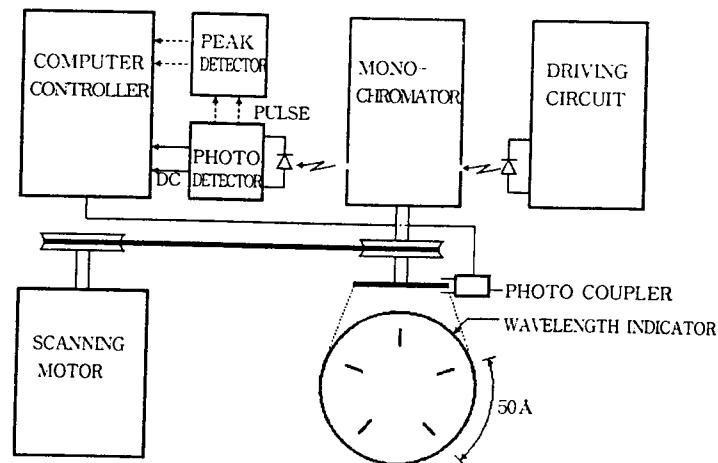 COMPUTER
CONTROLLER
PEAK
DETECTOR
PULSE
PHOTO
DETECTOR
DC
MONO-
CHROMATOR
DRIVING
CIRCUIT
PHOTO COUPLER
WAVELENGTH INDICATOR
50Å
SCANNING
MOTOR